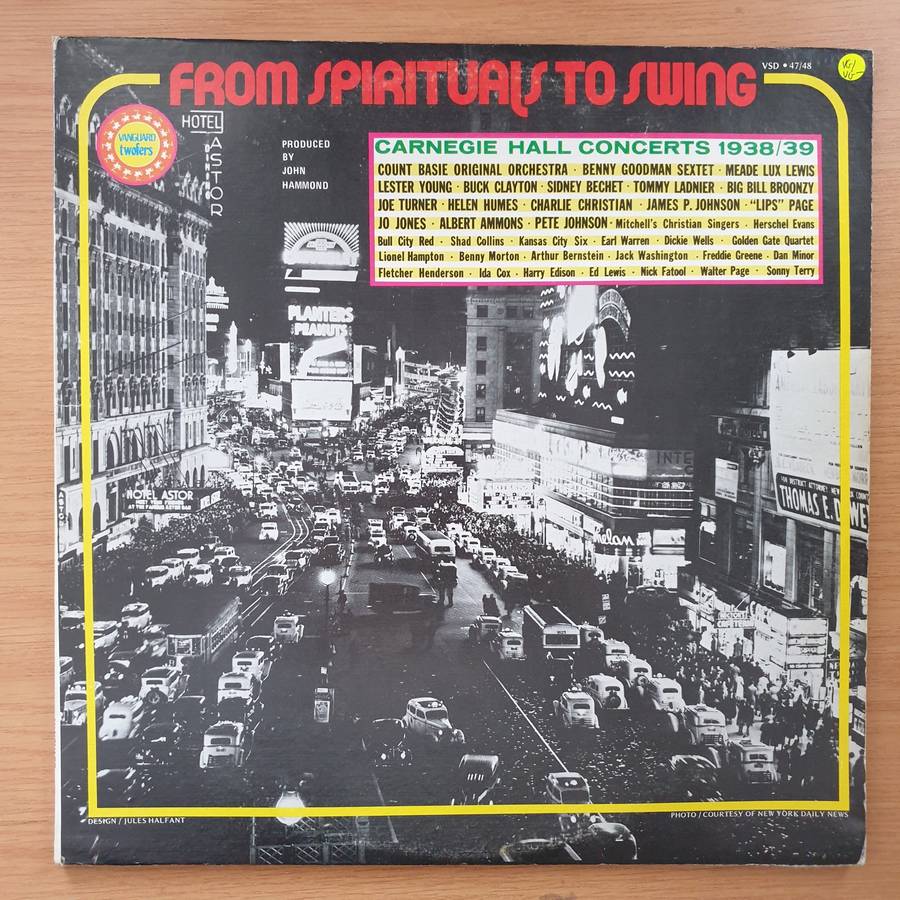 FROM SPIRITUALS TO SWING
VSD • 47/48
VG/
VG-
VANGUARD
twofers
HOTEL
ASTOR
PRODUCED
BY
JOHN
HAMMOND
CARNEGIE HALL CONCERTS 1938/39
COUNT BASIE ORIGINAL ORCHESTRA · BENNY GOODMAN SEXTET · MEADE LUX LEWIS
LESTER YOUNG · BUCK CLAYTON · SIDNEY BECHET · TOMMY LADNIER · BIG BILL BROONZY
JOE TURNER · HELEN HUMES · CHARLIE CHRISTIAN · JAMES P. JOHNSON · "LIPS" PAGE
JO JONES · ALBERT AMMONS · PETE JOHNSON · Mitchell's Christian Singers · Herschel Evans
Bull City Red · Shad Collins · Kansas City Six · Earl Warren · Dickie Wells · Golden Gate Quartet
Lionel Hampton · Benny Morton · Arthur Bernstein · Jack Washington · Freddie Greene · Dan Minor
Fletcher Henderson · Ida Cox · Harry Edison · Ed Lewis · Nick Fatool · Walter Page · Sonny Terry
PLANTERS
PEANUTS
HOTEL ASTOR
THOMAS E. DEWE
DESIGN / JULES HALFANT
PHOTO / COURTESY OF NEW YORK DAILY NEWS